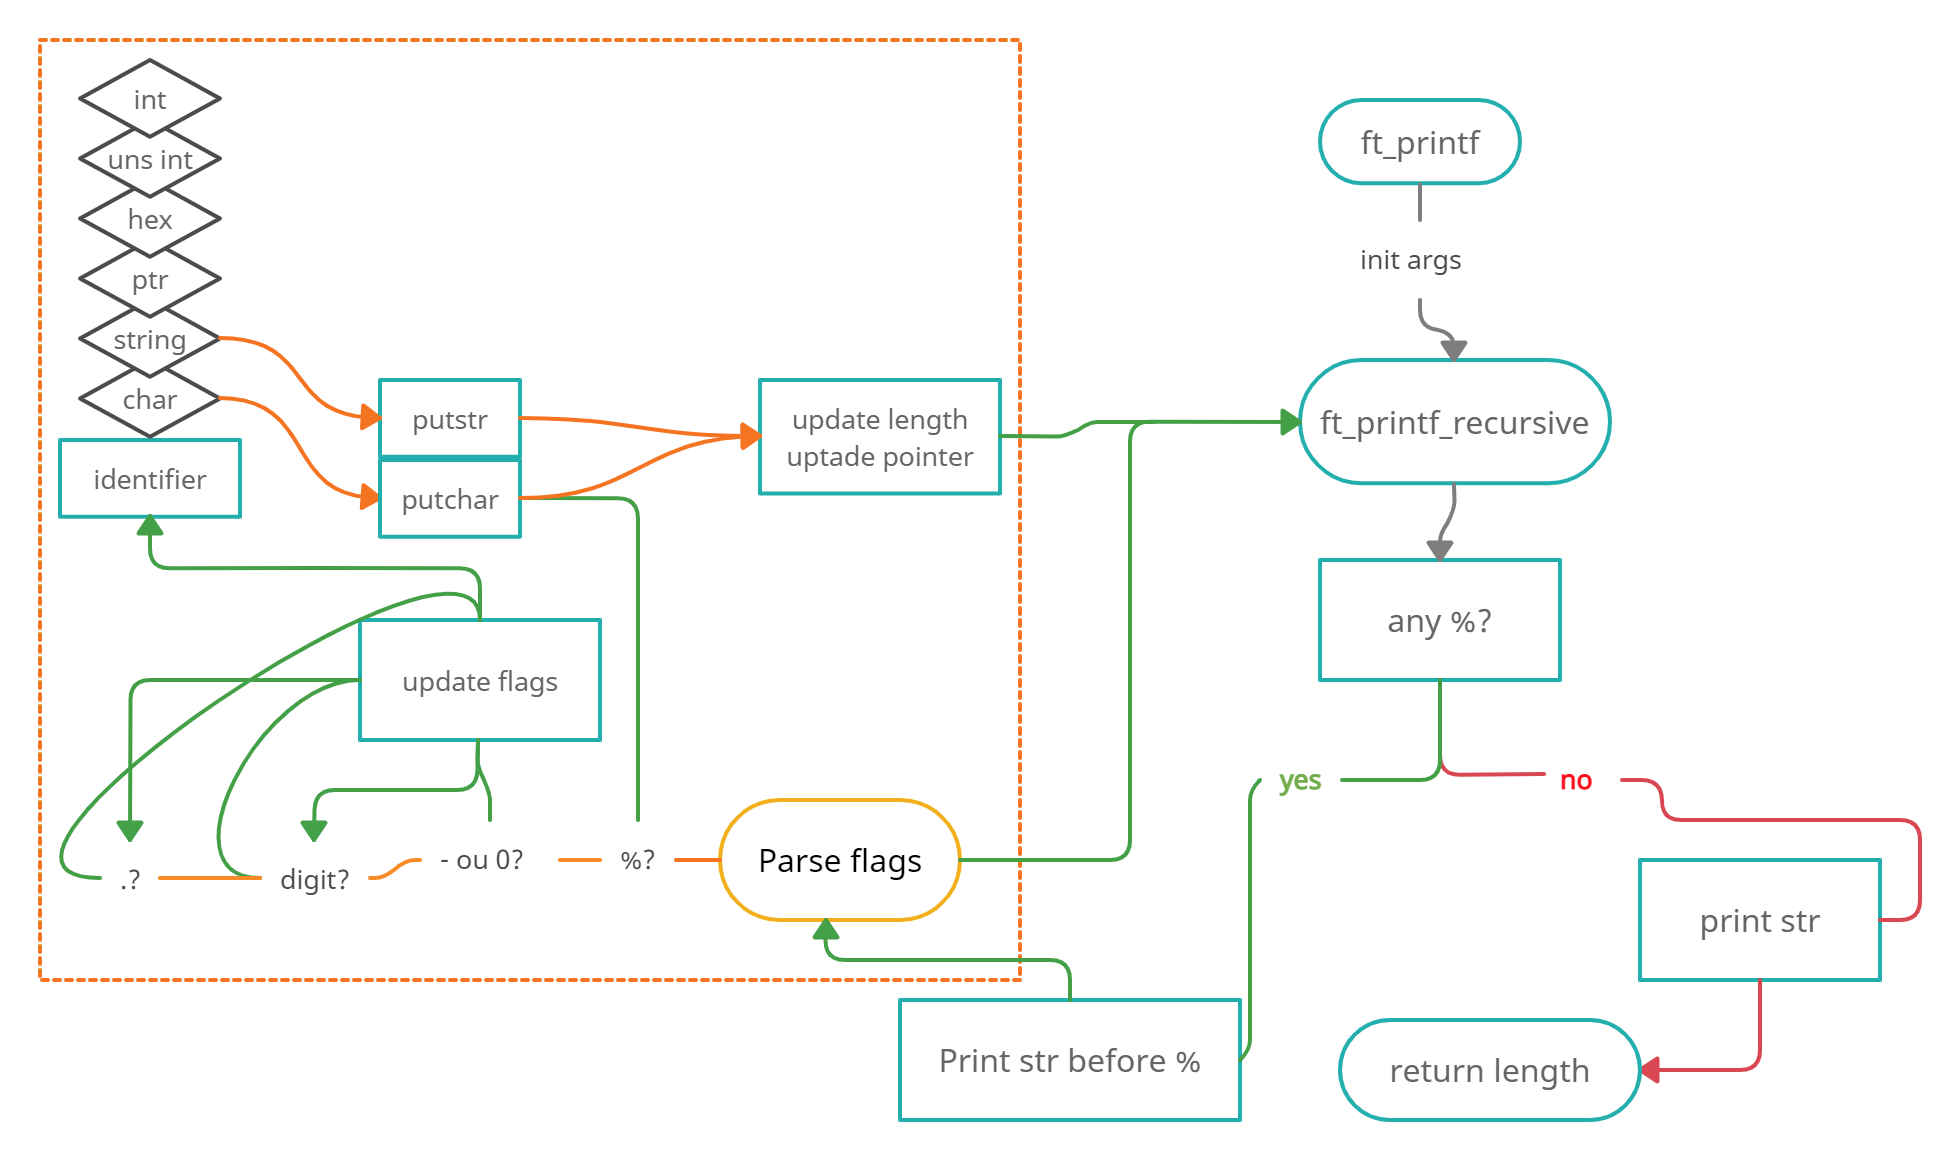 int
uns int
hex
ptr
string
char
identifier
putstr
putchar
update length
uptade pointer
update flags
.?
digit?
- ou 0?
%?
Parse flags
ft_printf
init args
ft_printf_recursive
any %?
yes
no
print str
Print str before %
return length